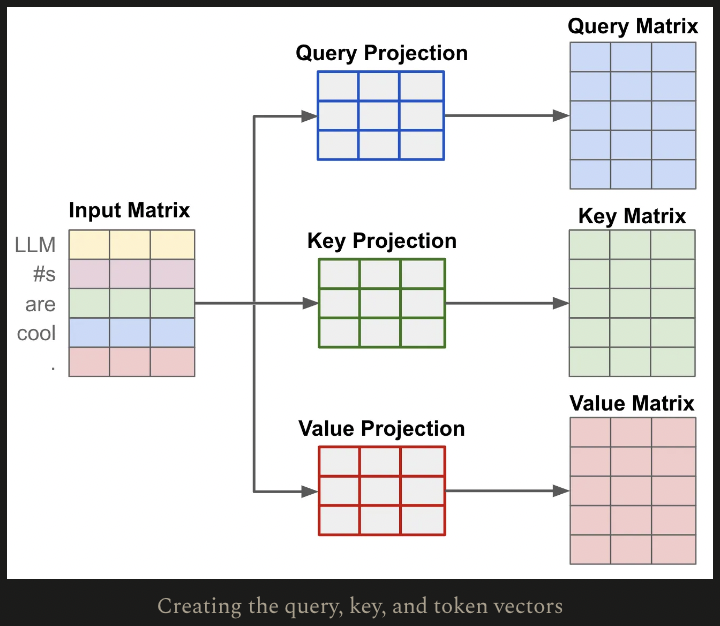 Query Matrix
Query Projection
Input Matrix
LLM
#s
are
cool
.
Key Projection
Key Matrix
Value Projection
Value Matrix
Creating the query, key, and token vectors